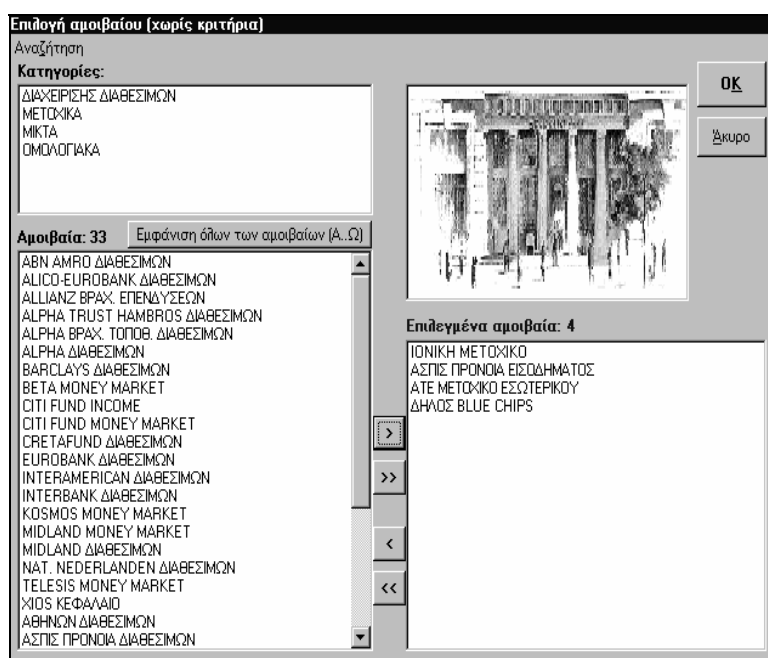 Επιλογή αμοιβαίου (χωρίς κριτήρια)
Αναζήτηση
Κατηγορίες:
ΔΙΑΧΕΙΡΙΣΗΣ ΔΙΑΘΕΣΙΜΩΝ
ΜΕΤΟΧΙΚΑ
ΜΙΚΤΑ
ΟΜΟΛΟΓΙΑΚΑ
OK
Άκυρο
Αμοιβαία: 33
Εμφάνιση όλων των αμοιβαίων (Α..Ω)
ABN AMRO ΔΙΑΘΕΣΙΜΩΝ
ALICO-EUROBANK ΔΙΑΘΕΣΙΜΩΝ
ALLIANZ ΒΡΑΧ. ΕΠΕΝΔΥΣΕΩΝ
ALPHA TRUST HAMBROS ΔΙΑΘΕΣΙΜΩΝ
ALPHA ΒΡΑΧ. ΤΟΠΟΘ. ΔΙΑΘΕΣΙΜΩΝ
ALPHA ΔΙΑΘΕΣΙΜΩΝ
BARCLAYS ΔΙΑΘΕΣΙΜΩΝ
BETA MONEY MARKET
CITI FUND INCOME
CITI FUND MONEY MARKET
CRETAFUND ΔΙΑΘΕΣΙΜΩΝ
EUROBANK ΔΙΑΘΕΣΙΜΩΝ
INTERAMERICAN ΔΙΑΘΕΣΙΜΩΝ
INTERBANK ΔΙΑΘΕΣΙΜΩΝ
KOSMOS MONEY MARKET
MIDLAND MONEY MARKET
MIDLAND ΔΙΑΘΕΣΙΜΩΝ
NAT. NEDERLANDEN ΔΙΑΘΕΣΙΜΩΝ
TELESIS MONEY MARKET
XIOS ΚΕΦΑΛΑΙΟ
ΑΘΗΝΩΝ ΔΙΑΘΕΣΙΜΩΝ
ΑΣΠΙΣ ΠΡΟΝΟΙΑ ΔΙΑΘΕΣΙΜΩΝ
>
>>
<
<<
Επιλεγμένα αμοιβαία: 4
ΙΟΝΙΚΗ ΜΕΤΟΧΙΚΟ
ΑΣΠΙΣ ΠΡΟΝΟΙΑ ΕΙΣΟΔΗΜΑΤΟΣ
ΑΤΕ ΜΕΤΟΧΙΚΟ ΕΣΩΤΕΡΙΚΟΥ
ΔΗΛΟΣ BLUE CHIPS